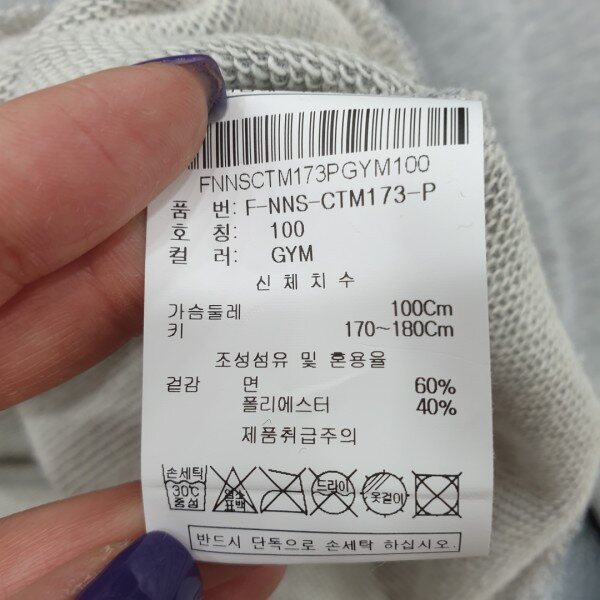 FNNSCTM173PGYM100
품 번: F-NNS-CTM173-P
호 칭: 100
컬 러: GYM
신체치수
가슴둘레 100Cm
키 170~180Cm
조성섬유 및 혼용율
겉감 면 60%
폴리에스터 40%
제품취급주의
손세탁 30℃ 중성 염소 표백 드라이 옷걸이
반드시 단독으로 손세탁 하십시오.